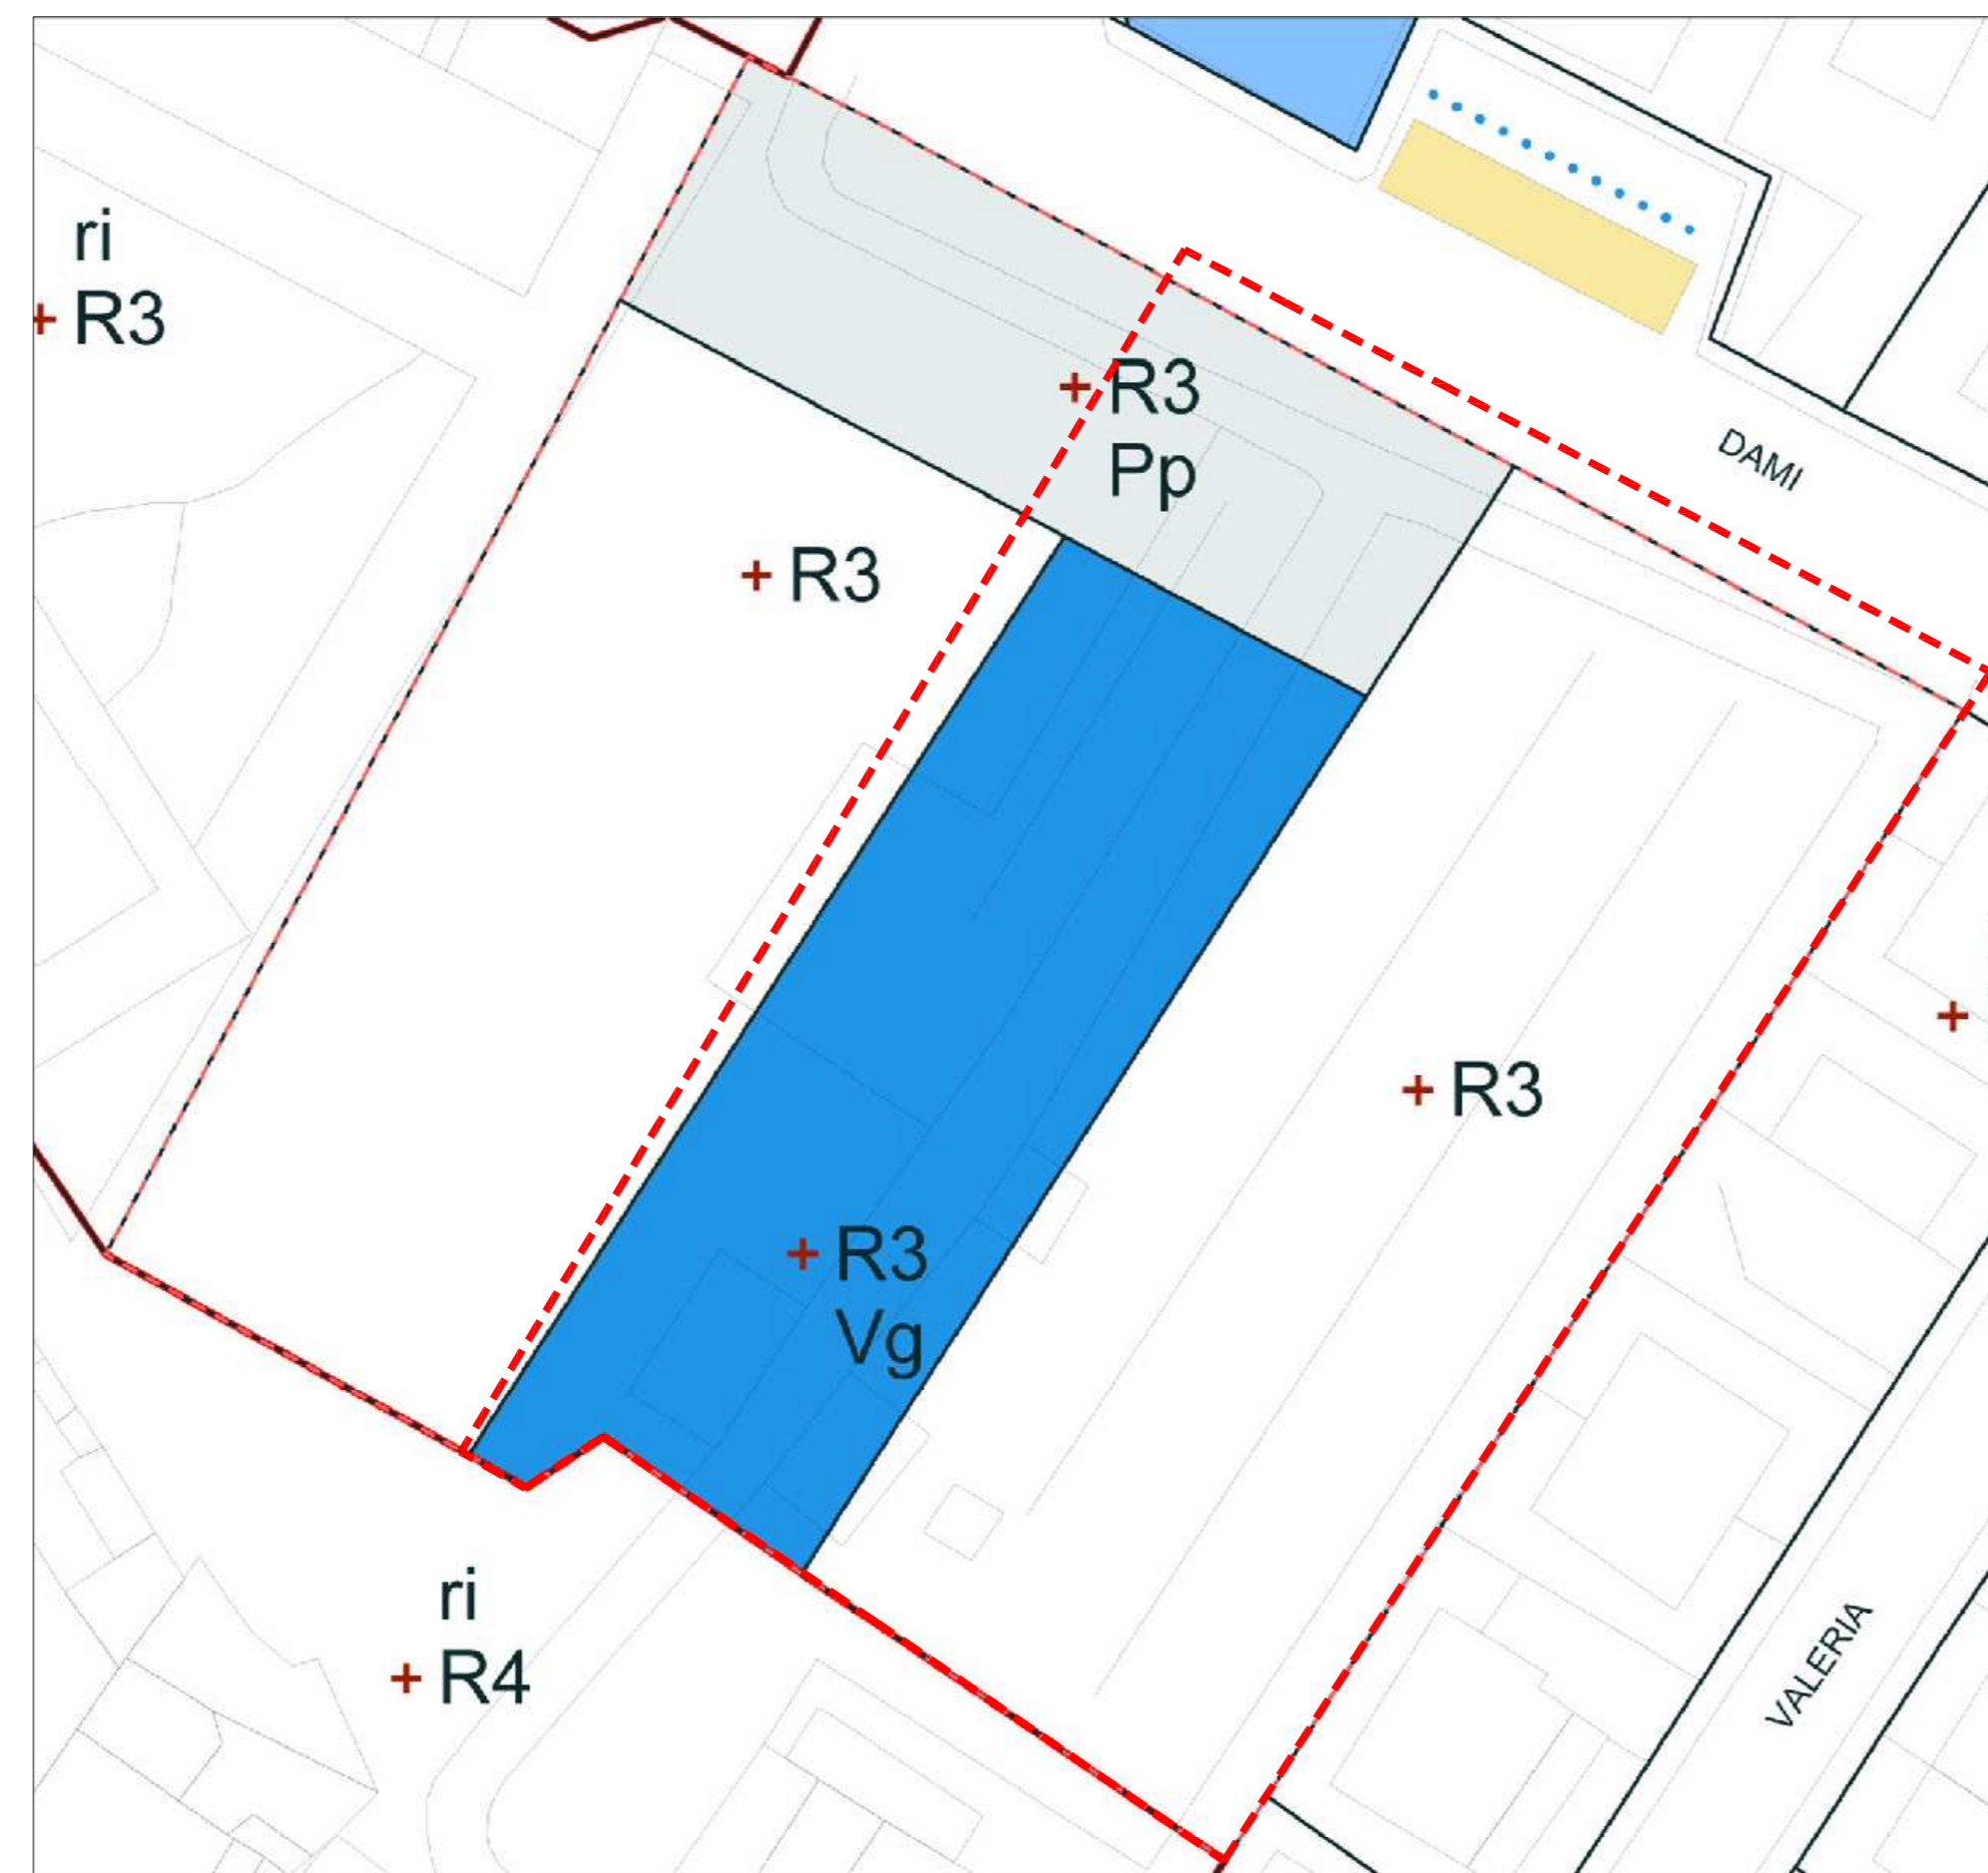 ri
+ R3
+ R3
Pp
DAMI
+ R3
+ R3
+
+ R3
Vg
ri
+ R4
VALERIA